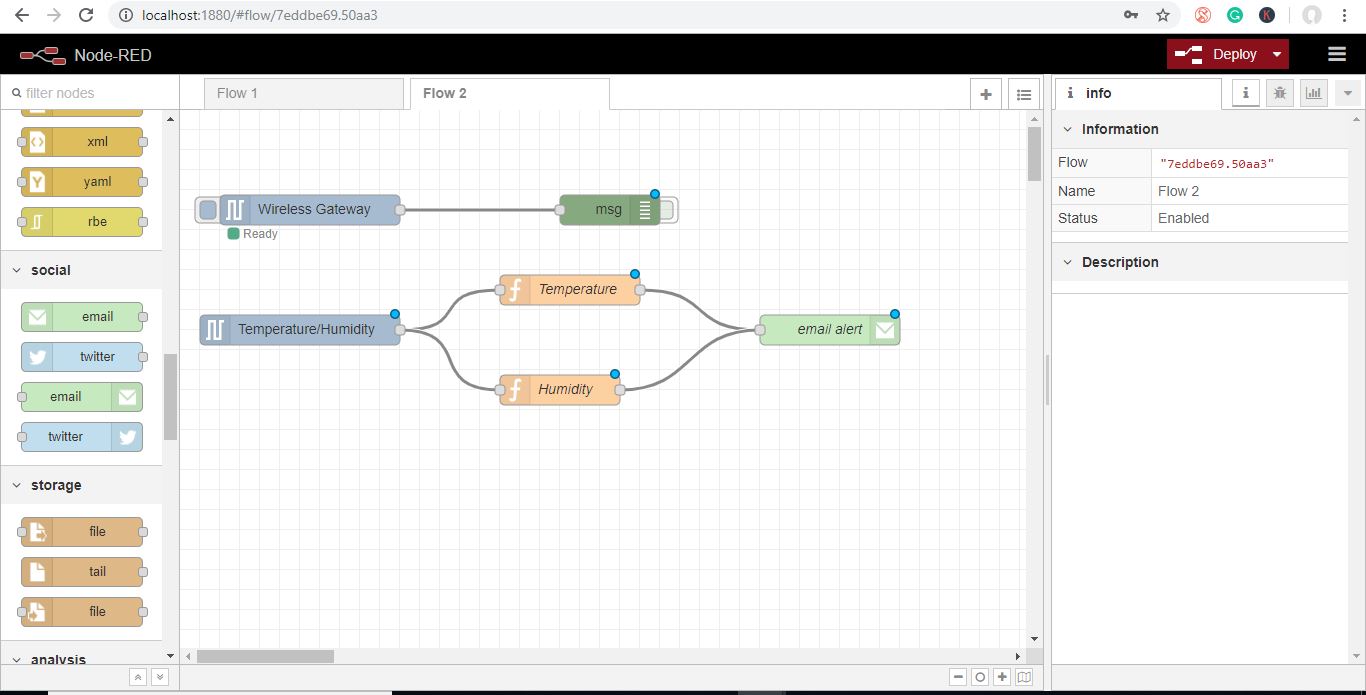 localhost:1880/#flow/7eddbe69.50aa3
Node-RED
Deploy
filter nodes
xml
yaml
rbe
social
email
twitter
email
twitter
storage
file
tail
file
analysis
Flow 1
Flow 2
Wireless Gateway
Ready
msg
Temperature/Humidity
Temperature
Humidity
email alert
i info
i
Information
Flow "7eddbe69.50aa3"
Name Flow 2
Status Enabled
Description